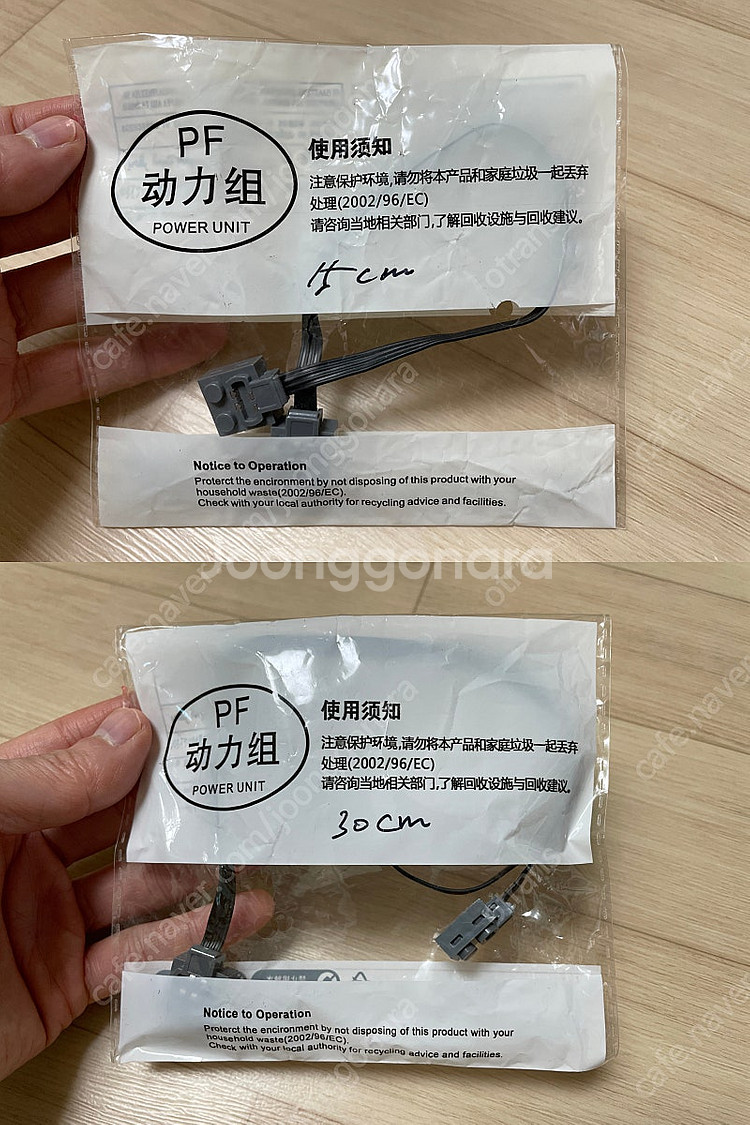 PF
动力组
POWER UNIT
使用须知
注意保护环境,请勿将本产品和家庭垃圾一起丢弃
处理(2002/96/EC)
请咨询当地相关部门,了解回收设施与回收建议。
15cm
Notice to Operation
Proterct the encironment by not disposing of this product with your
household waste(2002/96/EC).
Check with your local authority for recycling advice and facilities.
Joonggonara
PF
动力组
POWER UNIT
使用须知
注意保护环境,请勿将本产品和家庭垃圾一起丢弃
处理(2002/96/EC)
请咨询当地相关部门,了解回收设施与回收建议。
30cm
Notice to Operation
Proterct the encironment by not disposing of this product with your
household waste(2002/96/EC).
Check with your local authority for recycling advice and facilities.
cafe.naver.com/joonggonara